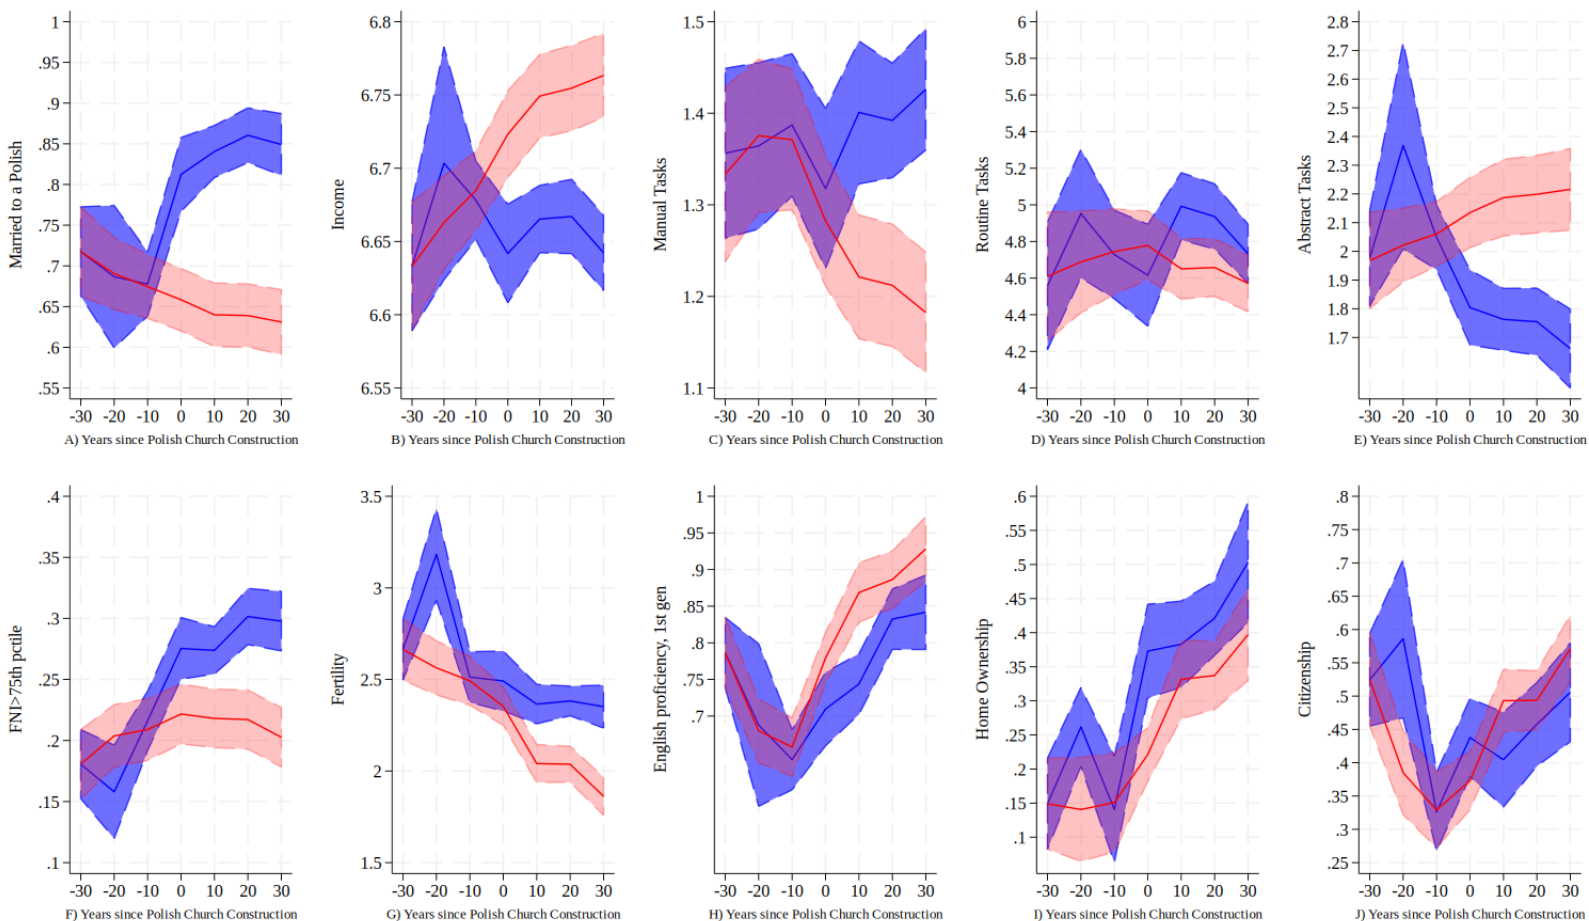 Married to a Polish
1
.95
.9
.85
.8
.75
.7
.65
.6
.55
-30 -20 -10 0 10 20 30
A) Years since Polish Church Construction
Income
6.8
6.75
6.7
6.65
6.6
6.55
-30 -20 -10 0 10 20 30
B) Years since Polish Church Construction
Manual Tasks
1.5
1.4
1.3
1.2
1.1
-30 -20 -10 0 10 20 30
C) Years since Polish Church Construction
Routine Tasks
6
5.8
5.6
5.4
5.2
5
4.8
4.6
4.4
4.2
4
-30 -20 -10 0 10 20 30
D) Years since Polish Church Construction
Abstract Tasks
2.8
2.7
2.6
2.5
2.4
2.3
2.2
2.1
2
1.9
1.8
1.7
-30 -20 -10 0 10 20 30
E) Years since Polish Church Construction
FNI>75th pctile
.4
.35
.3
.25
.2
.15
.1
-30 -20 -10 0 10 20 30
F) Years since Polish Church Construction
Fertility
3.5
3
2.5
2
1.5
-30 -20 -10 0 10 20 30
G) Years since Polish Church Construction
English proficiency, 1st gen
1
.95
.9
.85
.8
.75
.7
-30 -20 -10 0 10 20 30
H) Years since Polish Church Construction
Home Ownership
.6
.55
.5
.45
.4
.35
.3
.25
.2
.15
.1
-30 -20 -10 0 10 20 30
I) Years since Polish Church Construction
Citizenship
.8
.75
.7
.65
.6
.55
.5
.45
.4
.35
.3
.25
-30 -20 -10 0 10 20 30
J) Years since Polish Church Construction